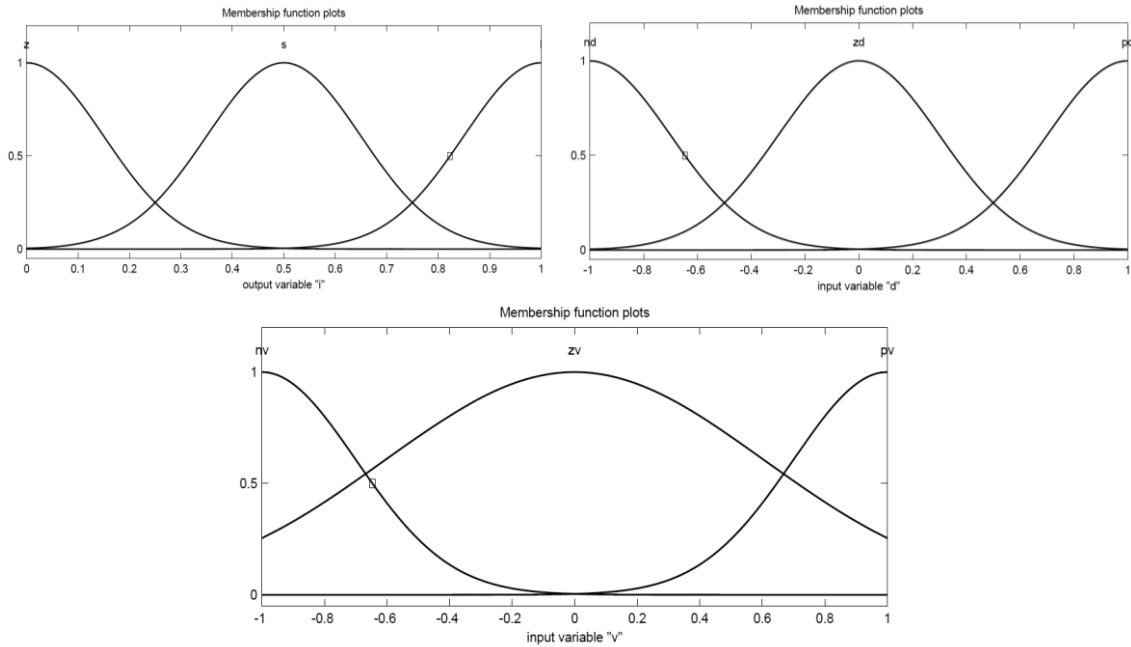 Membership function plots
z s
1
0.5
0
0 0.1 0.2 0.3 0.4 0.5 0.6 0.7 0.8 0.9 1
output variable "i"
Membership function plots
nd zd
1
0.5
0
-1 -0.8 -0.6 -0.4 -0.2 0 0.2 0.4 0.6 0.8 1
input variable "d"
Membership function plots
nv zv pv
1
0.5
0
-1 -0.8 -0.6 -0.4 -0.2 0 0.2 0.4 0.6 0.8 1
input variable "v"